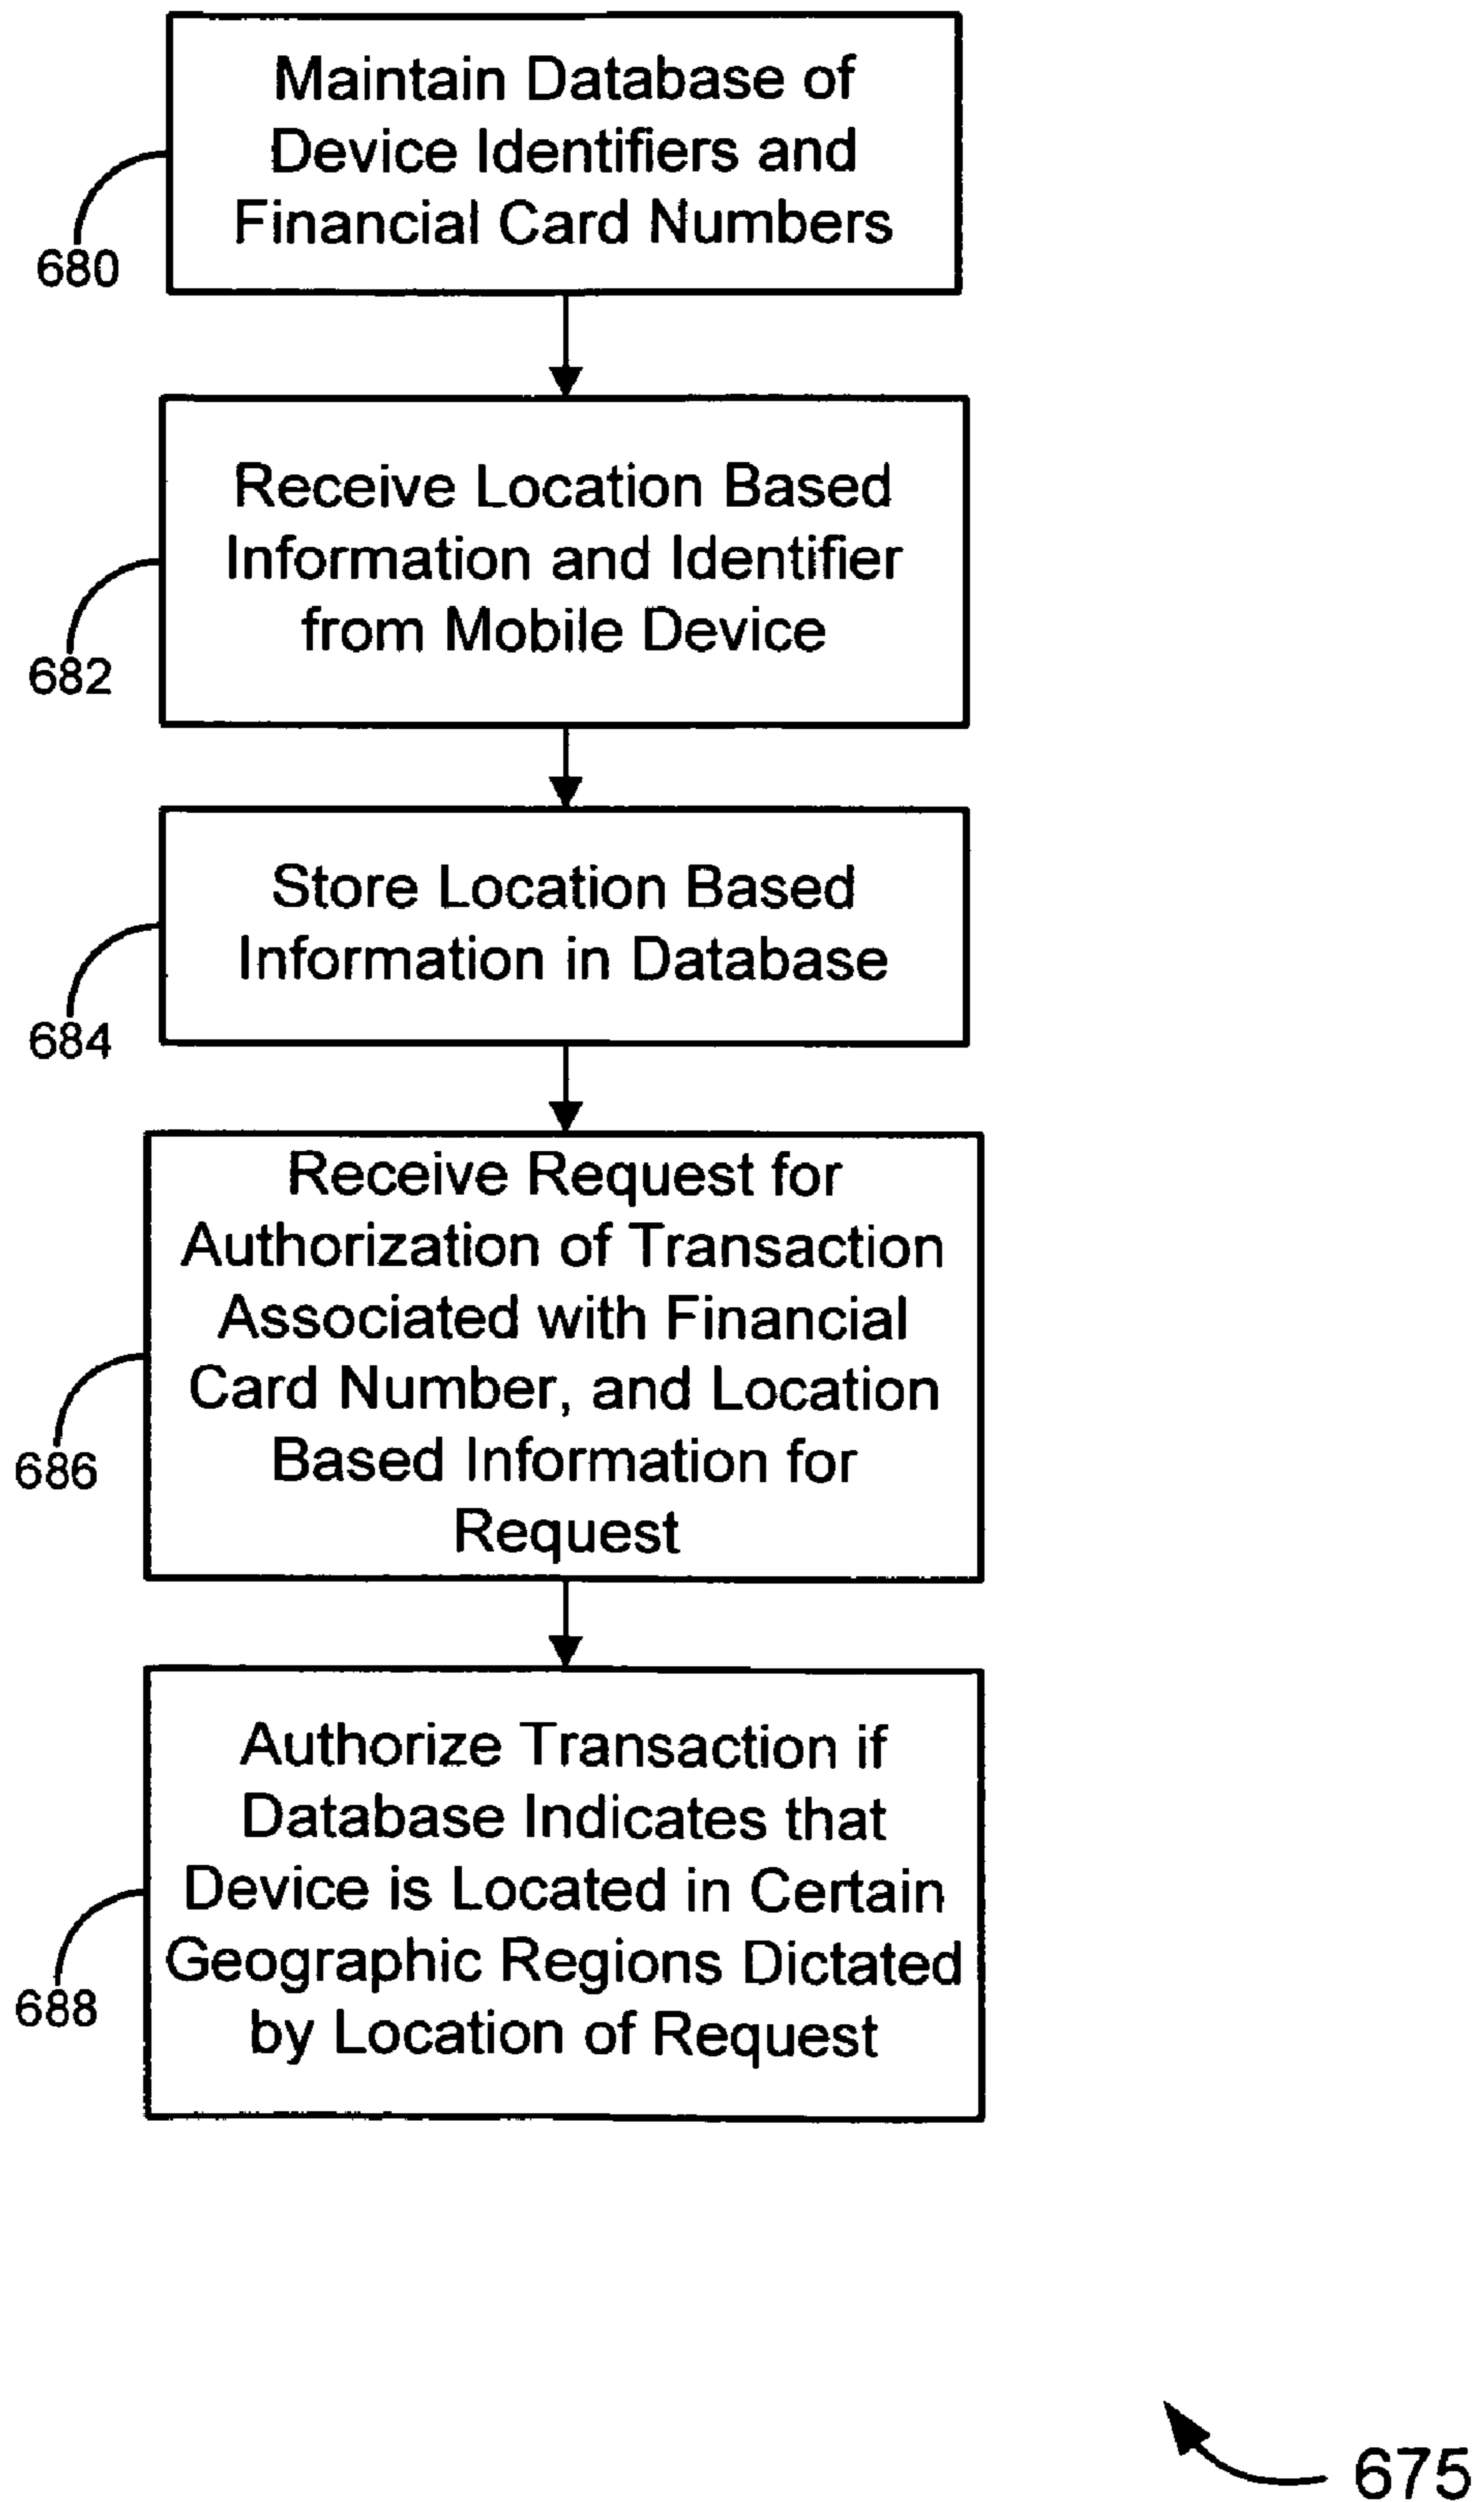 Maintain Database of
Device Identifiers and
Financial Card Numbers
680
Receive Location Based
Information and Identifier
from Mobile Device
682
Store Location Based
Information in Database
684
Receive Request for
Authorization of Transaction
Associated with Financial
Card Number, and Location
Based Information for
Request
686
Authorize Transaction if
Database Indicates that
Device is Located in Certain
Geographic Regions Dictated
by Location of Request
688
675